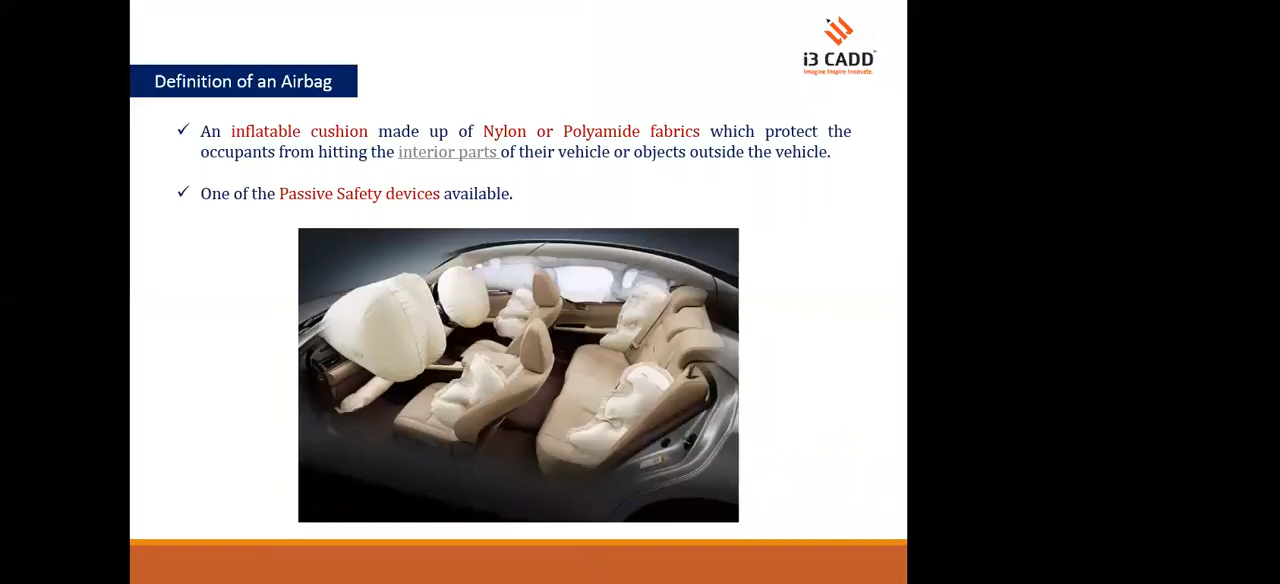 i3 CADD
Imagine Inspire Innovate.
Definition of an Airbag
✓ An inflatable cushion made up of Nylon or Polyamide fabrics which protect the
occupants from hitting the interior parts of their vehicle or objects outside the vehicle.
✓ One of the Passive Safety devices available.